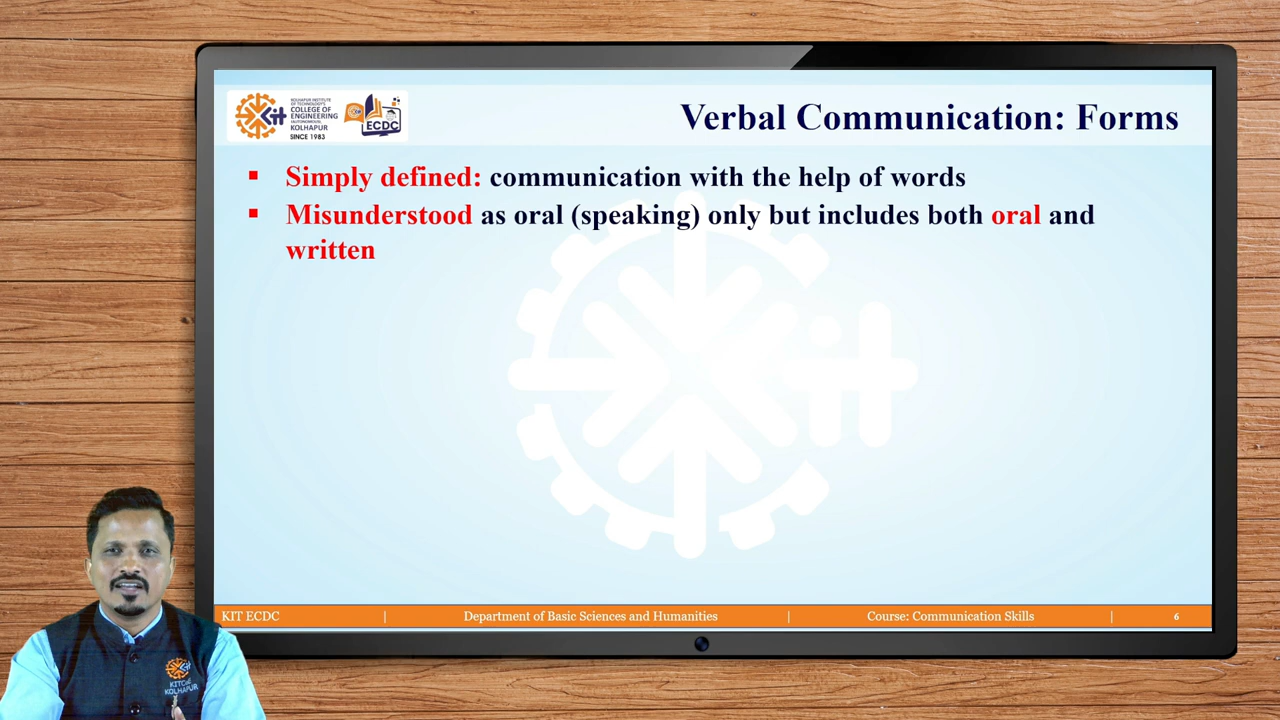 KOLHAPUR INSTITUTE
OF TECHNOLOGY'S
COLLEGE OF
ENGINEERING
(AUTONOMOUS),
KOLHAPUR
SINCE 1983
ECDC
Verbal Communication: Forms
▪ Simply defined: communication with the help of words
▪ Misunderstood as oral (speaking) only but includes both oral and
written
KIT ECDC | Department of Basic Sciences and Humanities | Course: Communication Skills | 6
KOLHAPUR